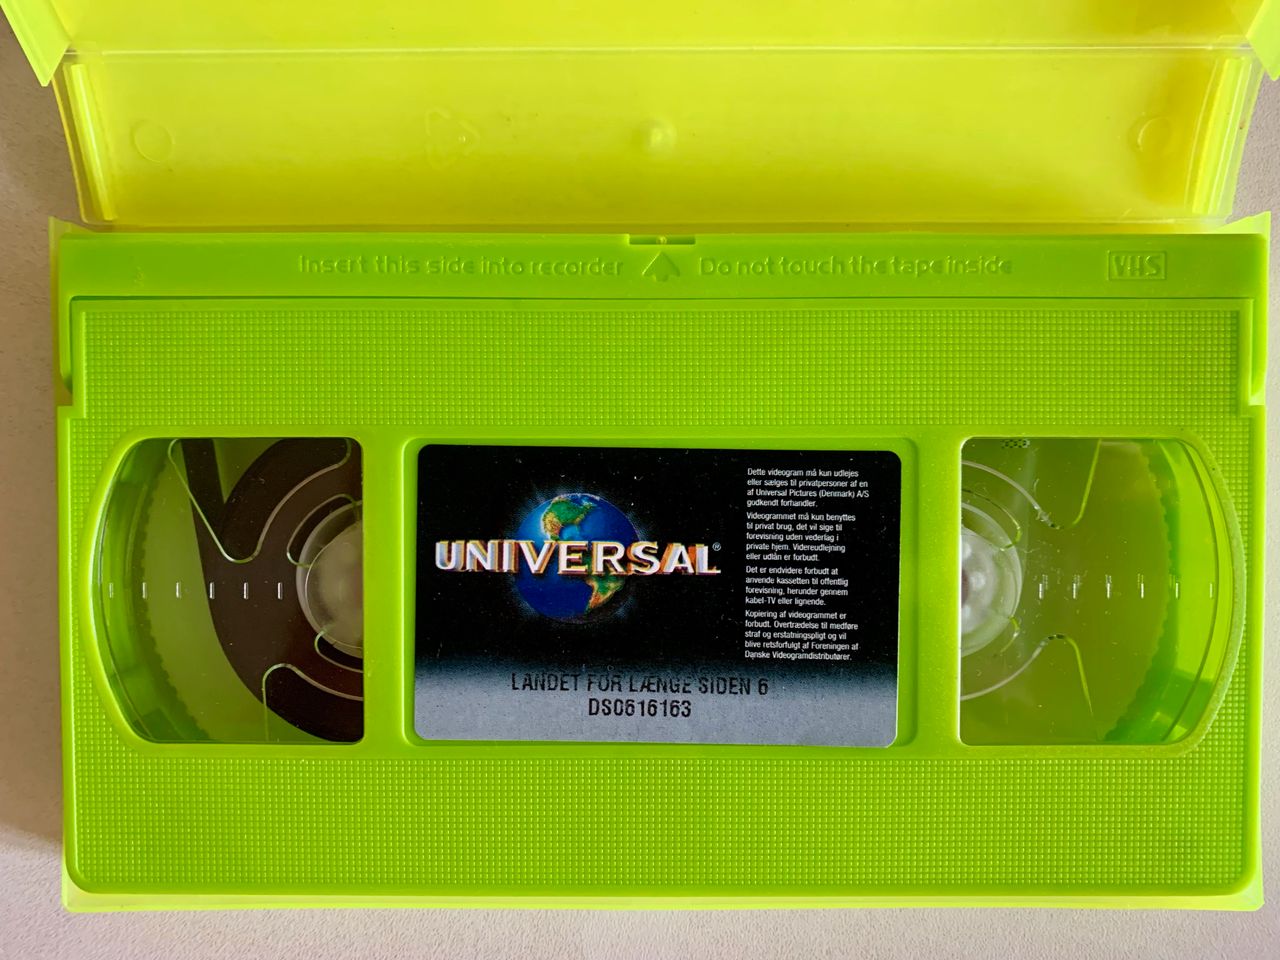 Insert this side into recorder Do not touch the tape inside VHS
UNIVERSAL®
Dette videogram må kun udlejes
eller sælges til privatpersoner af en
af Universal Pictures (Denmark) A/S
godkendt forhandler.
Videogrammet må kun benyttes
til privat brug, det vil sige til
forevisning uden vederlag i
private hjem. Videreudlejning
eller udlån er forbudt.
Det er endvidere forbudt at
anvende kassetten til offentlig
forevisning, herunder gennem
kabel-TV eller lignende.
Kopiering af videogrammet er
forbudt. Overtrædelse til medføre
straf og erstatningspligt og vil
blive retsforfulgt af Foreningen af
Danske Videogramdistributører.
LANDET FOR LÆNGE SIDEN 6
DS0616163